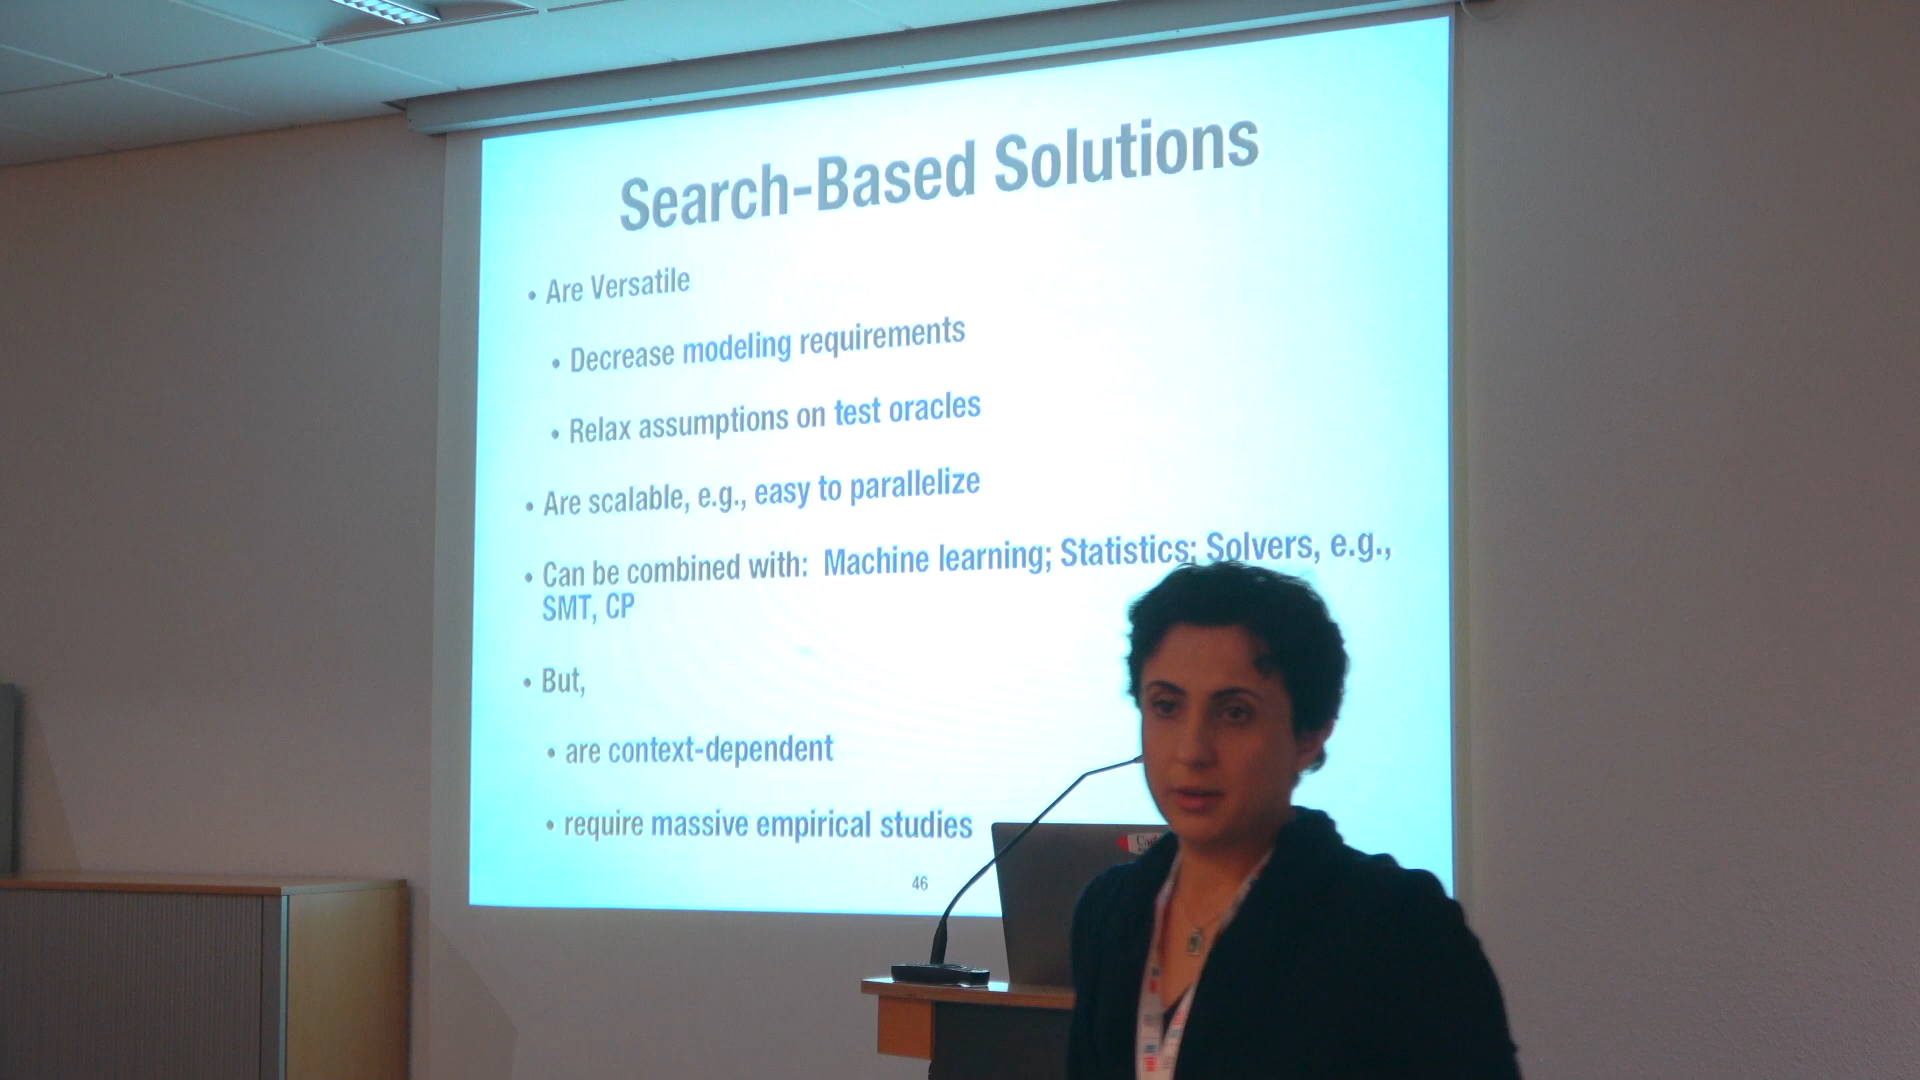 Search-Based Solutions
• Are Versatile
• Decrease modeling requirements
• Relax assumptions on test oracles
• Are scalable, e.g., easy to parallelize
• Can be combined with: Machine learning; Statistics; Solvers, e.g.,
SMT, CP
• But,
• are context-dependent
• require massive empirical studies
46